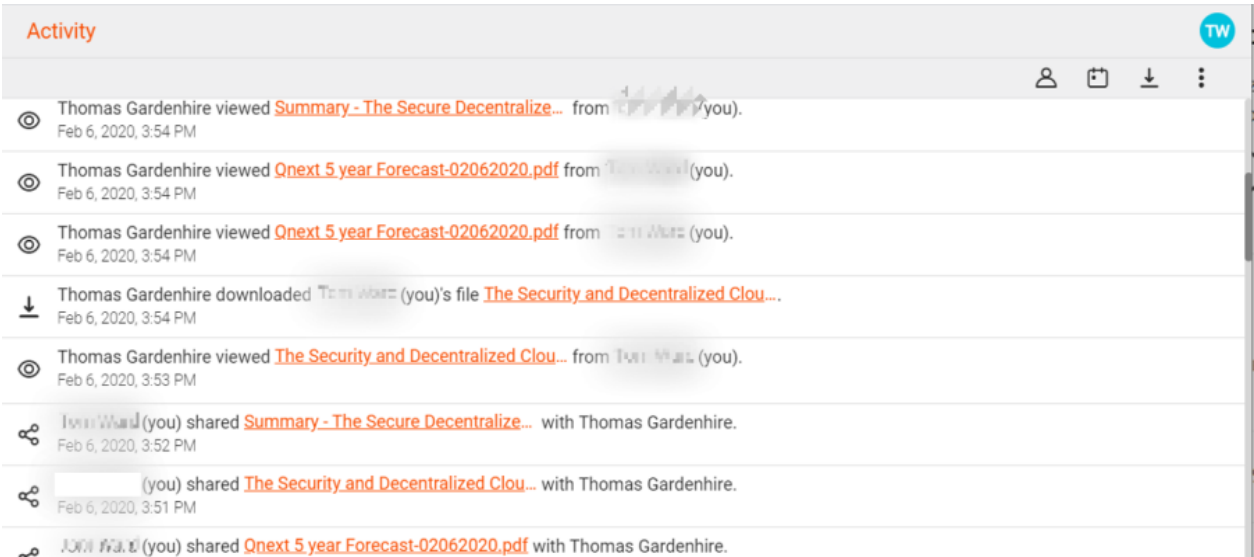 Activity
TW
Thomas Gardenhire viewed Summary - The Secure Decentralize... from (you).
Feb 6, 2020, 3:54 PM
Thomas Gardenhire viewed Qnext 5 year Forecast-02062020.pdf from (you).
Feb 6, 2020, 3:54 PM
Thomas Gardenhire viewed Qnext 5 year Forecast-02062020.pdf from (you).
Feb 6, 2020, 3:54 PM
Thomas Gardenhire downloaded (you)'s file The Security and Decentralized Clou....
Feb 6, 2020, 3:54 PM
Thomas Gardenhire viewed The Security and Decentralized Clou... from (you).
Feb 6, 2020, 3:53 PM
(you) shared Summary - The Secure Decentralize... with Thomas Gardenhire.
Feb 6, 2020, 3:52 PM
(you) shared The Security and Decentralized Clou... with Thomas Gardenhire.
Feb 6, 2020, 3:51 PM
(you) shared Qnext 5 year Forecast-02062020.pdf with Thomas Gardenhire.